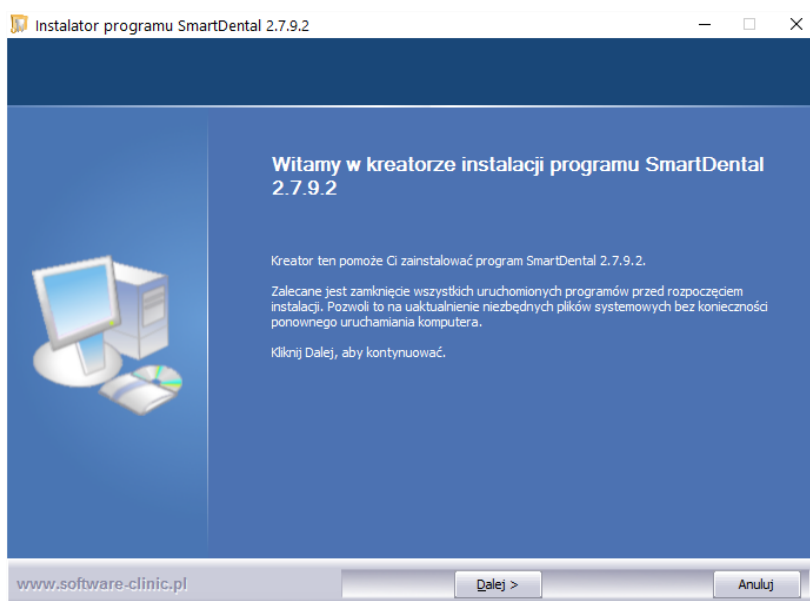 Instalator programu SmartDental 2.7.9.2
Witamy w kreatorze instalacji programu SmartDental
2.7.9.2
Kreator ten pomoże Ci zainstalować program SmartDental 2.7.9.2.
Zalecane jest zamknięcie wszystkich uruchomionych programów przed rozpoczęciem
instalacji. Pozwoli to na uaktualnienie niezbędnych plików systemowych bez konieczności
ponownego uruchamiania komputera.
Kliknij Dalej, aby kontynuować.
www.software-clinic.pl
Dalej >
Anuluj